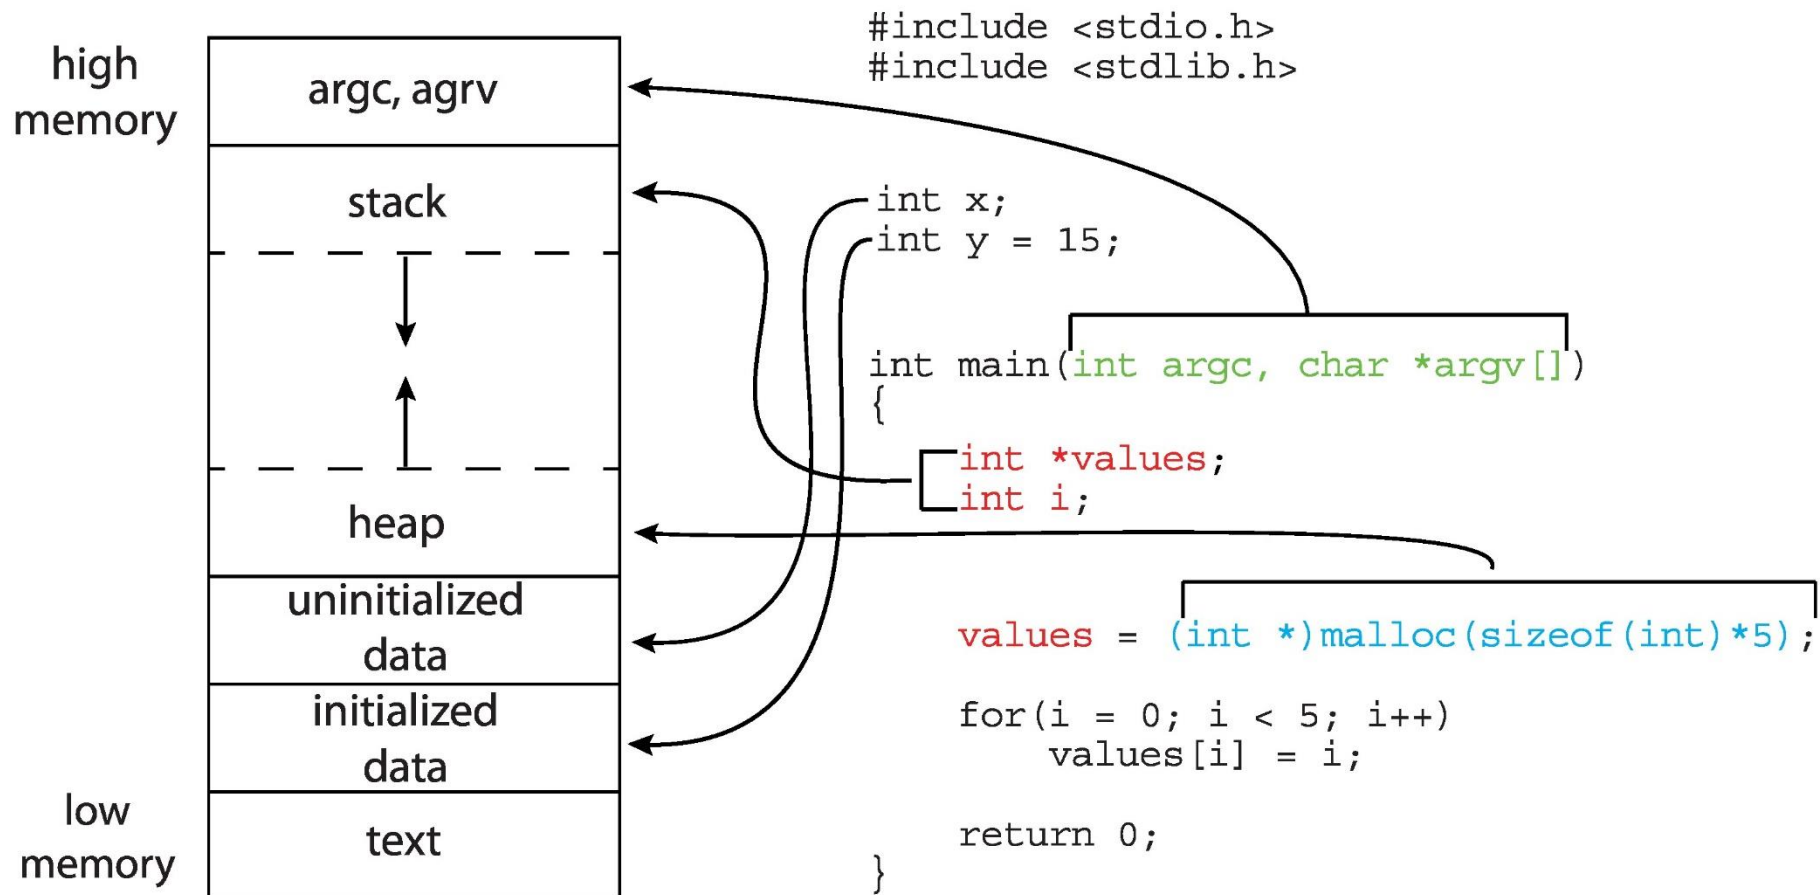 high
memory
argc, agrv
stack
heap
uninitialized
data
initialized
data
low
memory
text
#include <stdio.h>
#include <stdlib.h>
int x;
int y = 15;
int main(int argc, char *argv[])
{
int *values;
int i;
values = (int *)malloc(sizeof(int)*5);
for(i = 0; i < 5; i++)
values[i] = i;
return 0;
}